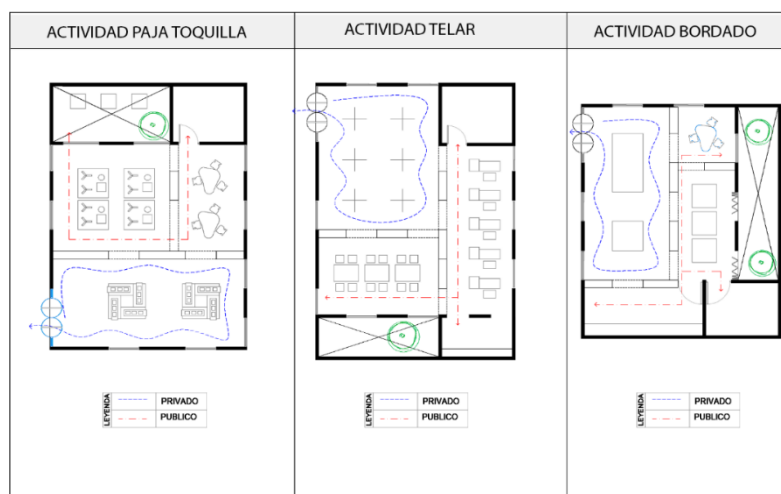 ACTIVIDAD PAJA TOQUILLA
ACTIVIDAD TELAR
ACTIVIDAD BORDADO
LEYENDA
PRIVADO
PUBLICO
LEYENDA
PRIVADO
PUBLICO
LEYENDA
PRIVADO
PUBLICO